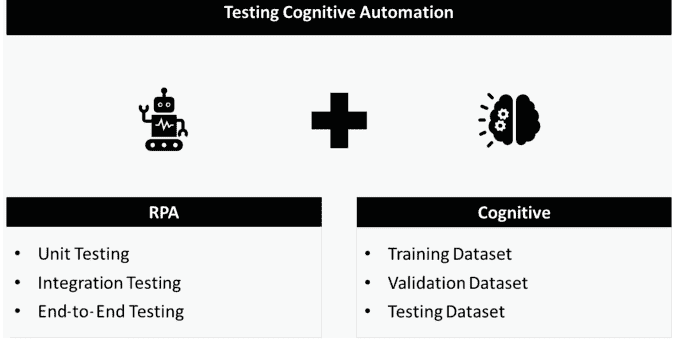 Testing Cognitive Automation
RPA
• Unit Testing
• Integration Testing
• End-to-End Testing
Cognitive
• Training Dataset
• Validation Dataset
• Testing Dataset